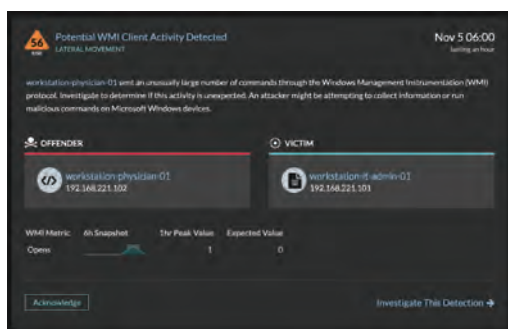 56
RISK
Potential WMI Client Activity Detected
LATERAL MOVEMENT
Nov 5 06:00
lasting an hour
workstation-physician-01 sent an unusually large number of commands through the Windows Management Instrumentation (WMI)
protocol. Investigate to determine if this activity is unexpected. An attacker might be attempting to collect information or run
malicious commands on Microsoft Windows devices.
OFFENDER
workstation-physician-01
192.168.221.102
VICTIM
workstation-it-admin-01
192.168.221.101
WMI Metric 6h Snapshot 1hr Peak Value Expected Value
Opens 1 0
Acknowledge
Investigate This Detection →